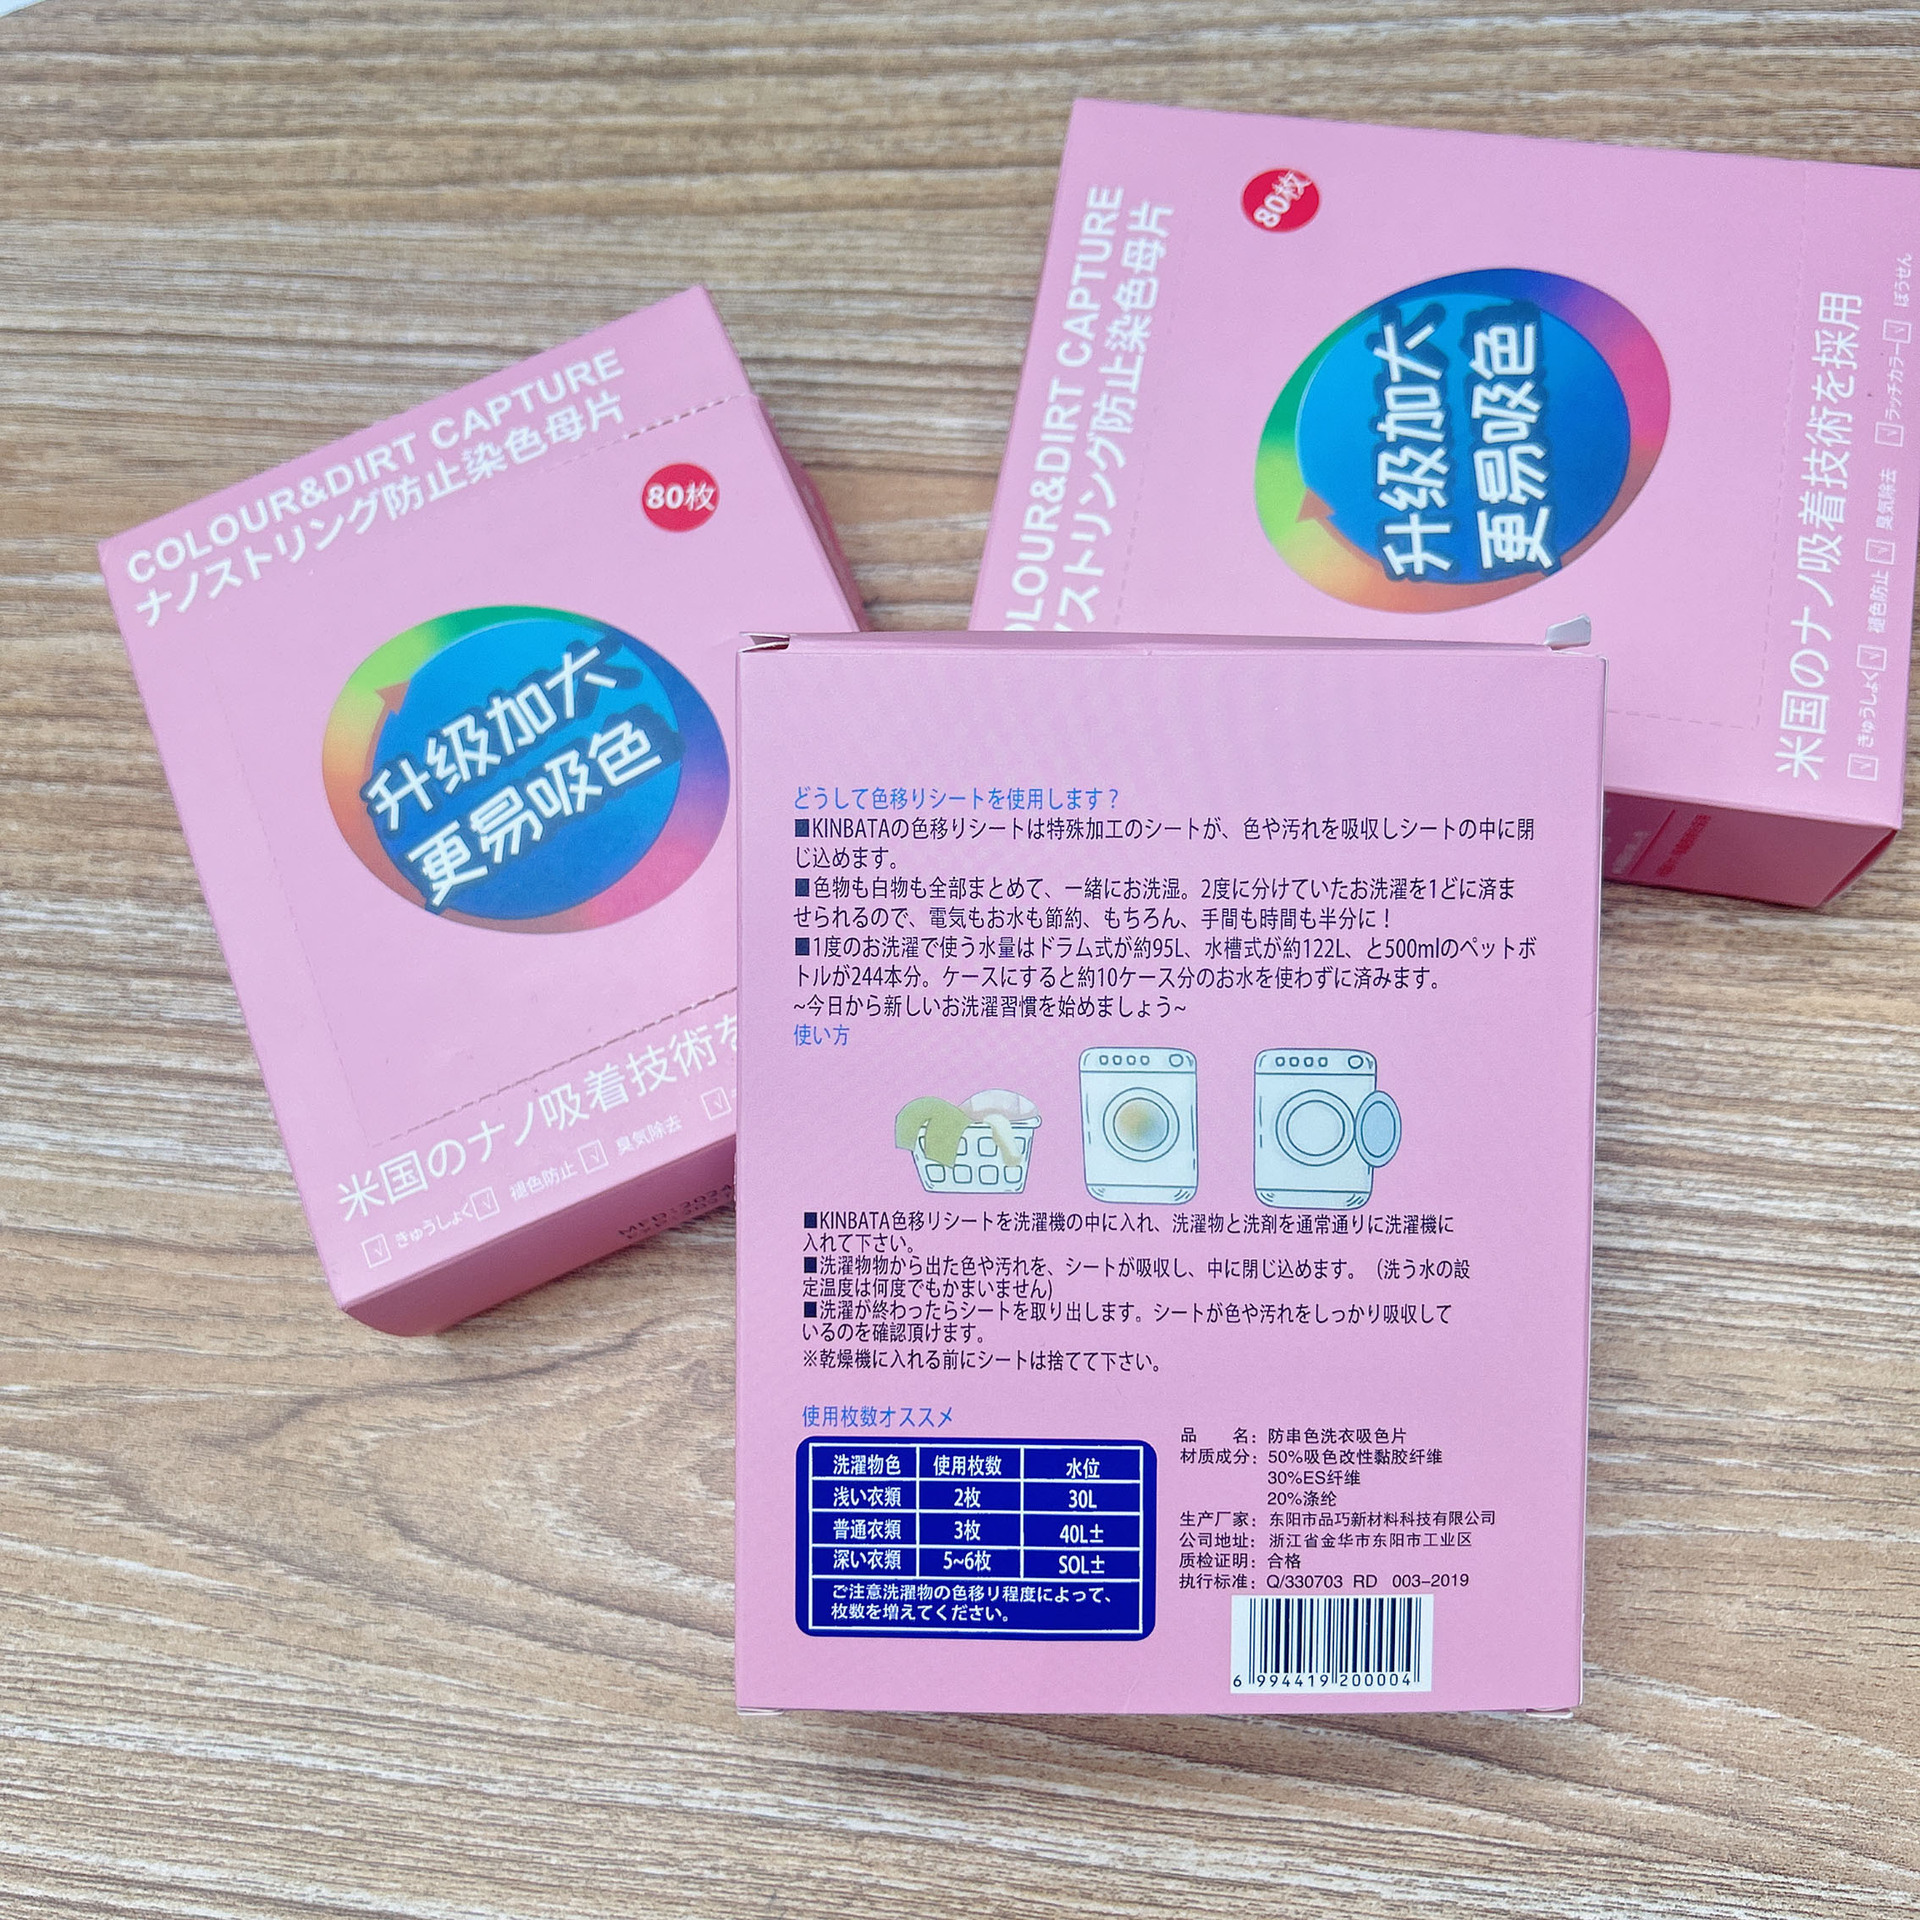 COLOUR&DIRT CAPTURE
ナノストリング防止染色母片
80枚
升级加大
更易吸色
米国のナノ吸着技術を
きゅうしょく 褪色防止 臭気除去
COLOUR&DIRT CAPTURE
ナノストリング防止染色母片
80枚
升级加大
更易吸色
米国のナノ吸着技術を採用
きゅうしょく 褪色防止 臭気除去 ラッチカラー ぼうせん
どうして色移りシートを使用します？
■KINBATAの色移りシートは特殊加工のシートが、色や汚れを吸収しシートの中に閉
じ込めます。
■色物も白物も全部まとめて、一緒にお洗湿。2度に分けていたお洗濯を1どに済ま
せられるので、電気もお水も節約、もちろん、手間も時間も半分に！
■1度のお洗濯で使う水量はドラム式が約95L、水槽式が約122L、と500mlのペットボ
トルが244本分。ケースにすると約10ケース分のお水を使わずに済みます。
~今日から新しいお洗濯習慣を始めましょう~
使い方
■KINBATA色移リシートを洗濯機の中に入れ、洗濯物と洗剤を通常通りに洗濯機に
入れて下さい。
■洗濯物物から出た色や汚れを、シートが吸収し、中に閉じ込めます。（洗う水の設
定温度は何度でもかまいません)
■洗濯が終わったらシートを取り出します。シートが色や汚れをしっかり吸収して
いるのを確認頂けます。
※乾燥機に入れる前にシートは捨てて下さい。
使用枚数オススメ
洗濯物色 使用枚数 水位
浅い衣類 2枚 30L
普通衣類 3枚 40L±
深い衣類 5~6枚 SOL±
ご注意洗濯物の色移リ程度によって、
枚数を増えてください。
品 名：防串色洗衣吸色片
材质成分：50%吸色改性黏胶纤维
30%ES纤维
20%涤纶
生产厂家：东阳市品巧新材料科技有限公司
公司地址：浙江省金华市东阳市工业区
质检证明：合格
执行标准：Q/330703 RD 003-2019
6 994419 200004